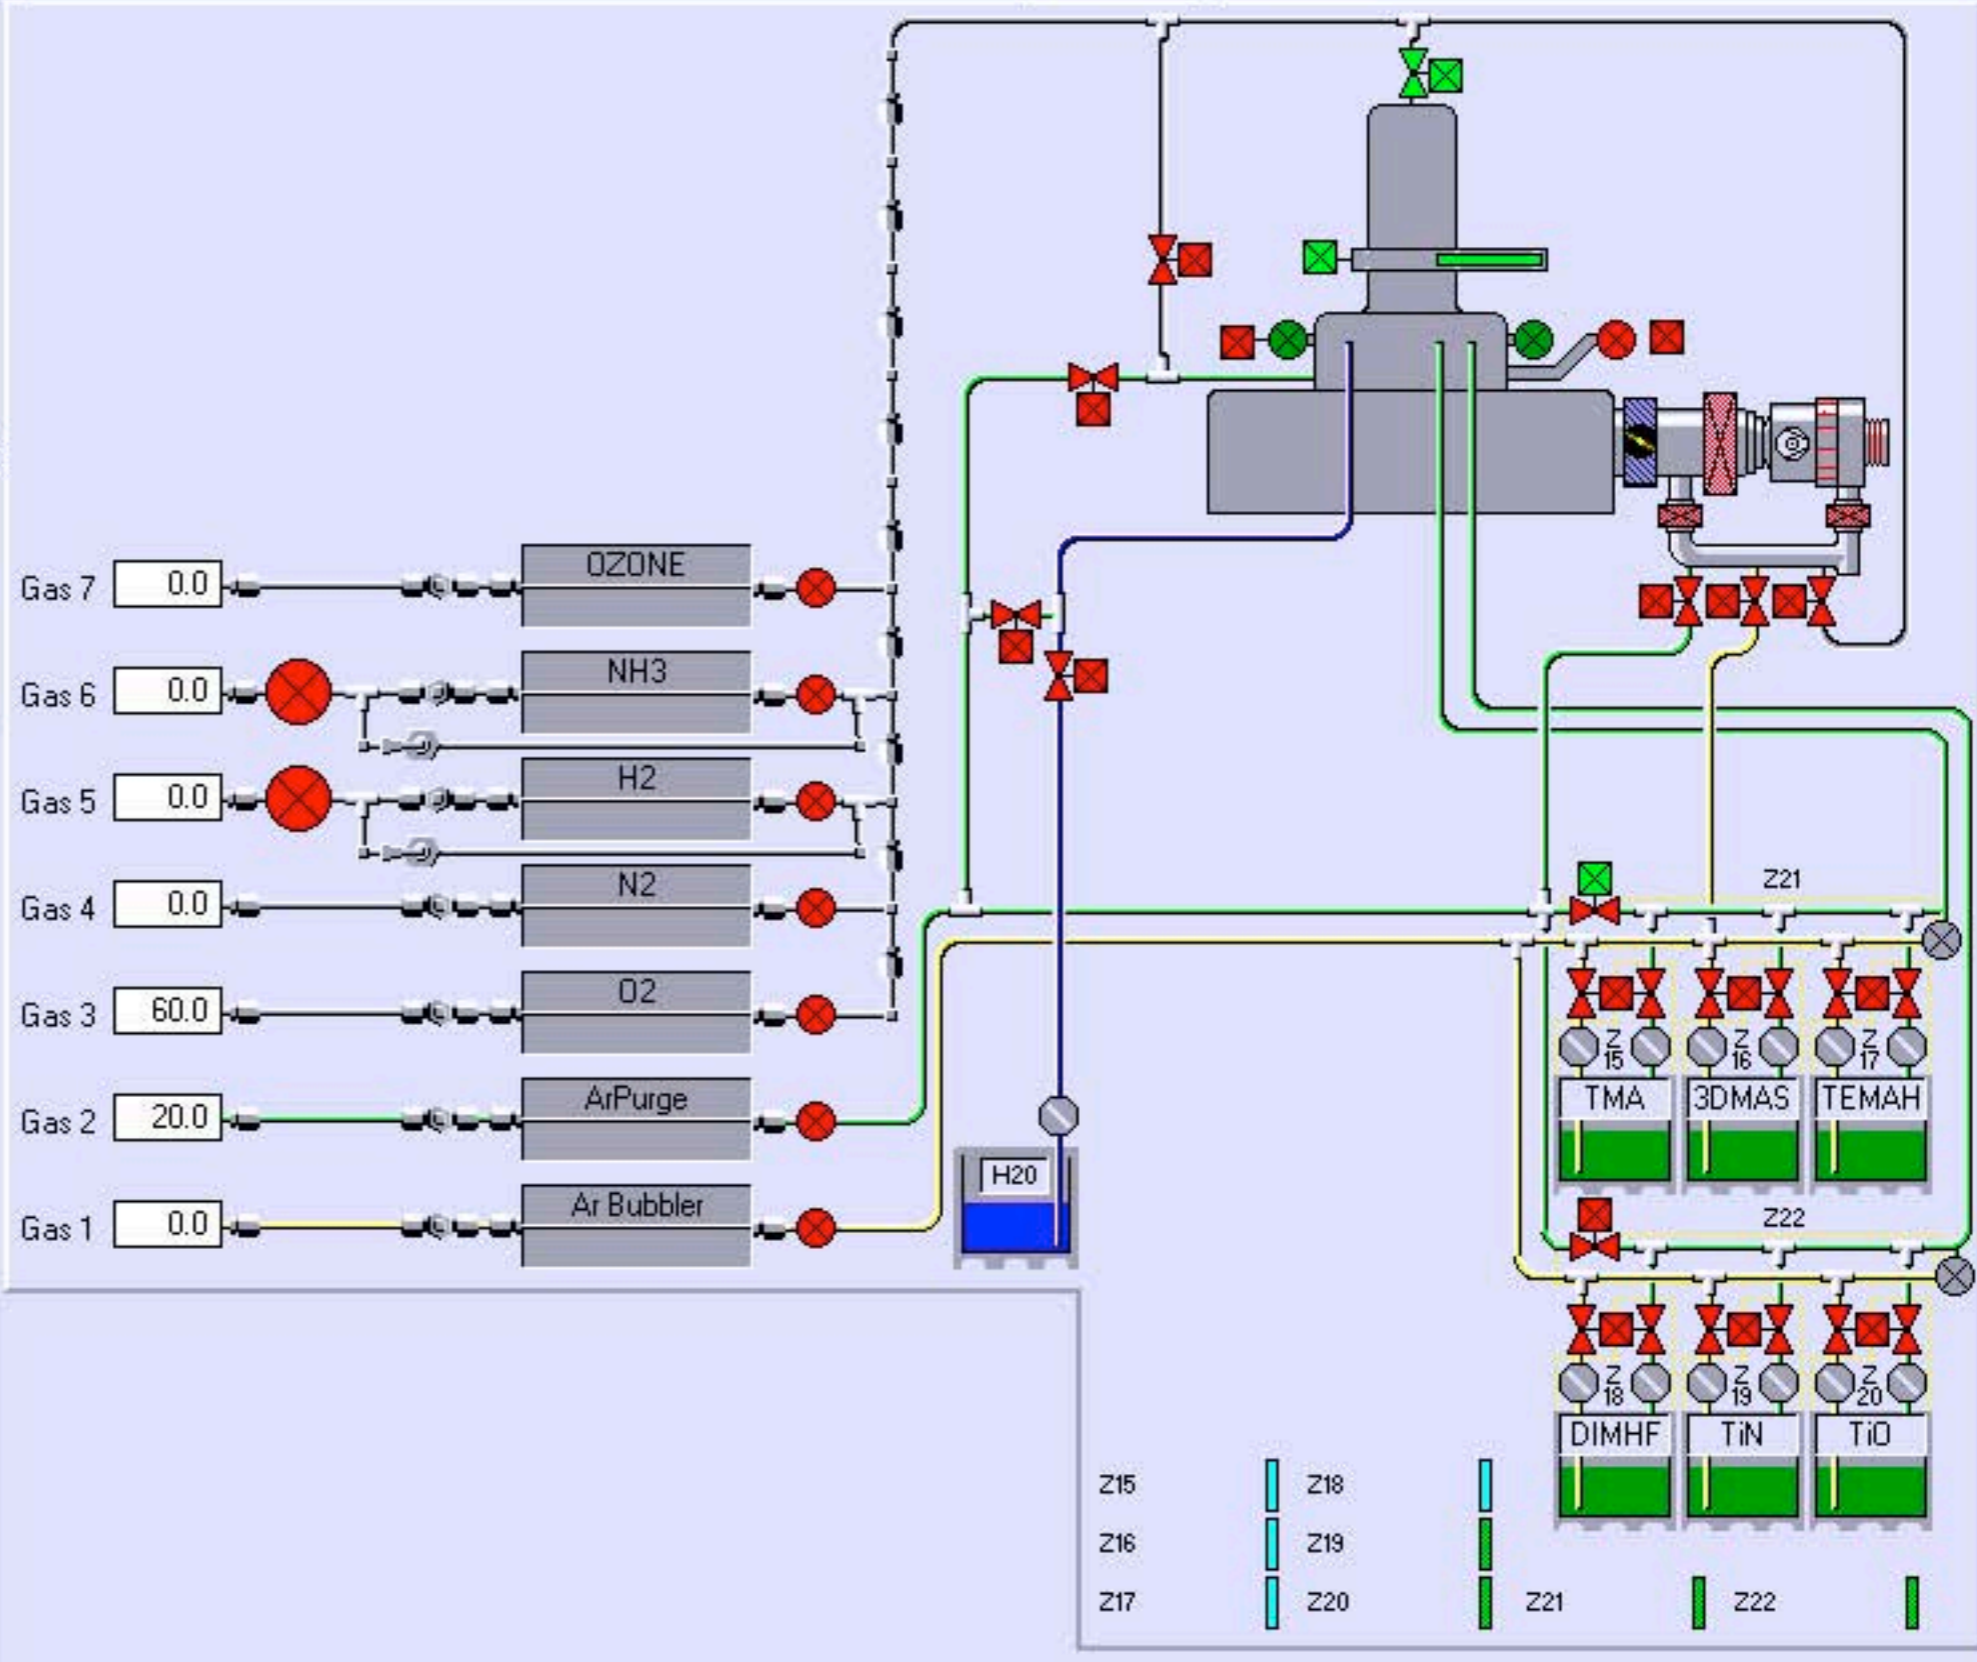 Gas 7 0.0 OZONE
Gas 6 0.0 NH3
Gas 5 0.0 H2
Gas 4 0.0 N2
Gas 3 60.0 O2
Gas 2 20.0 ArPurge
Gas 1 0.0 Ar Bubbler
H20
Z21
Z 15
Z 16
Z 17
TMA 3DMAS TEMAH
Z22
Z 18
Z 19
Z 20
DIMHF TiN TiO
Z15 Z18
Z16 Z19
Z17 Z20 Z21 Z22